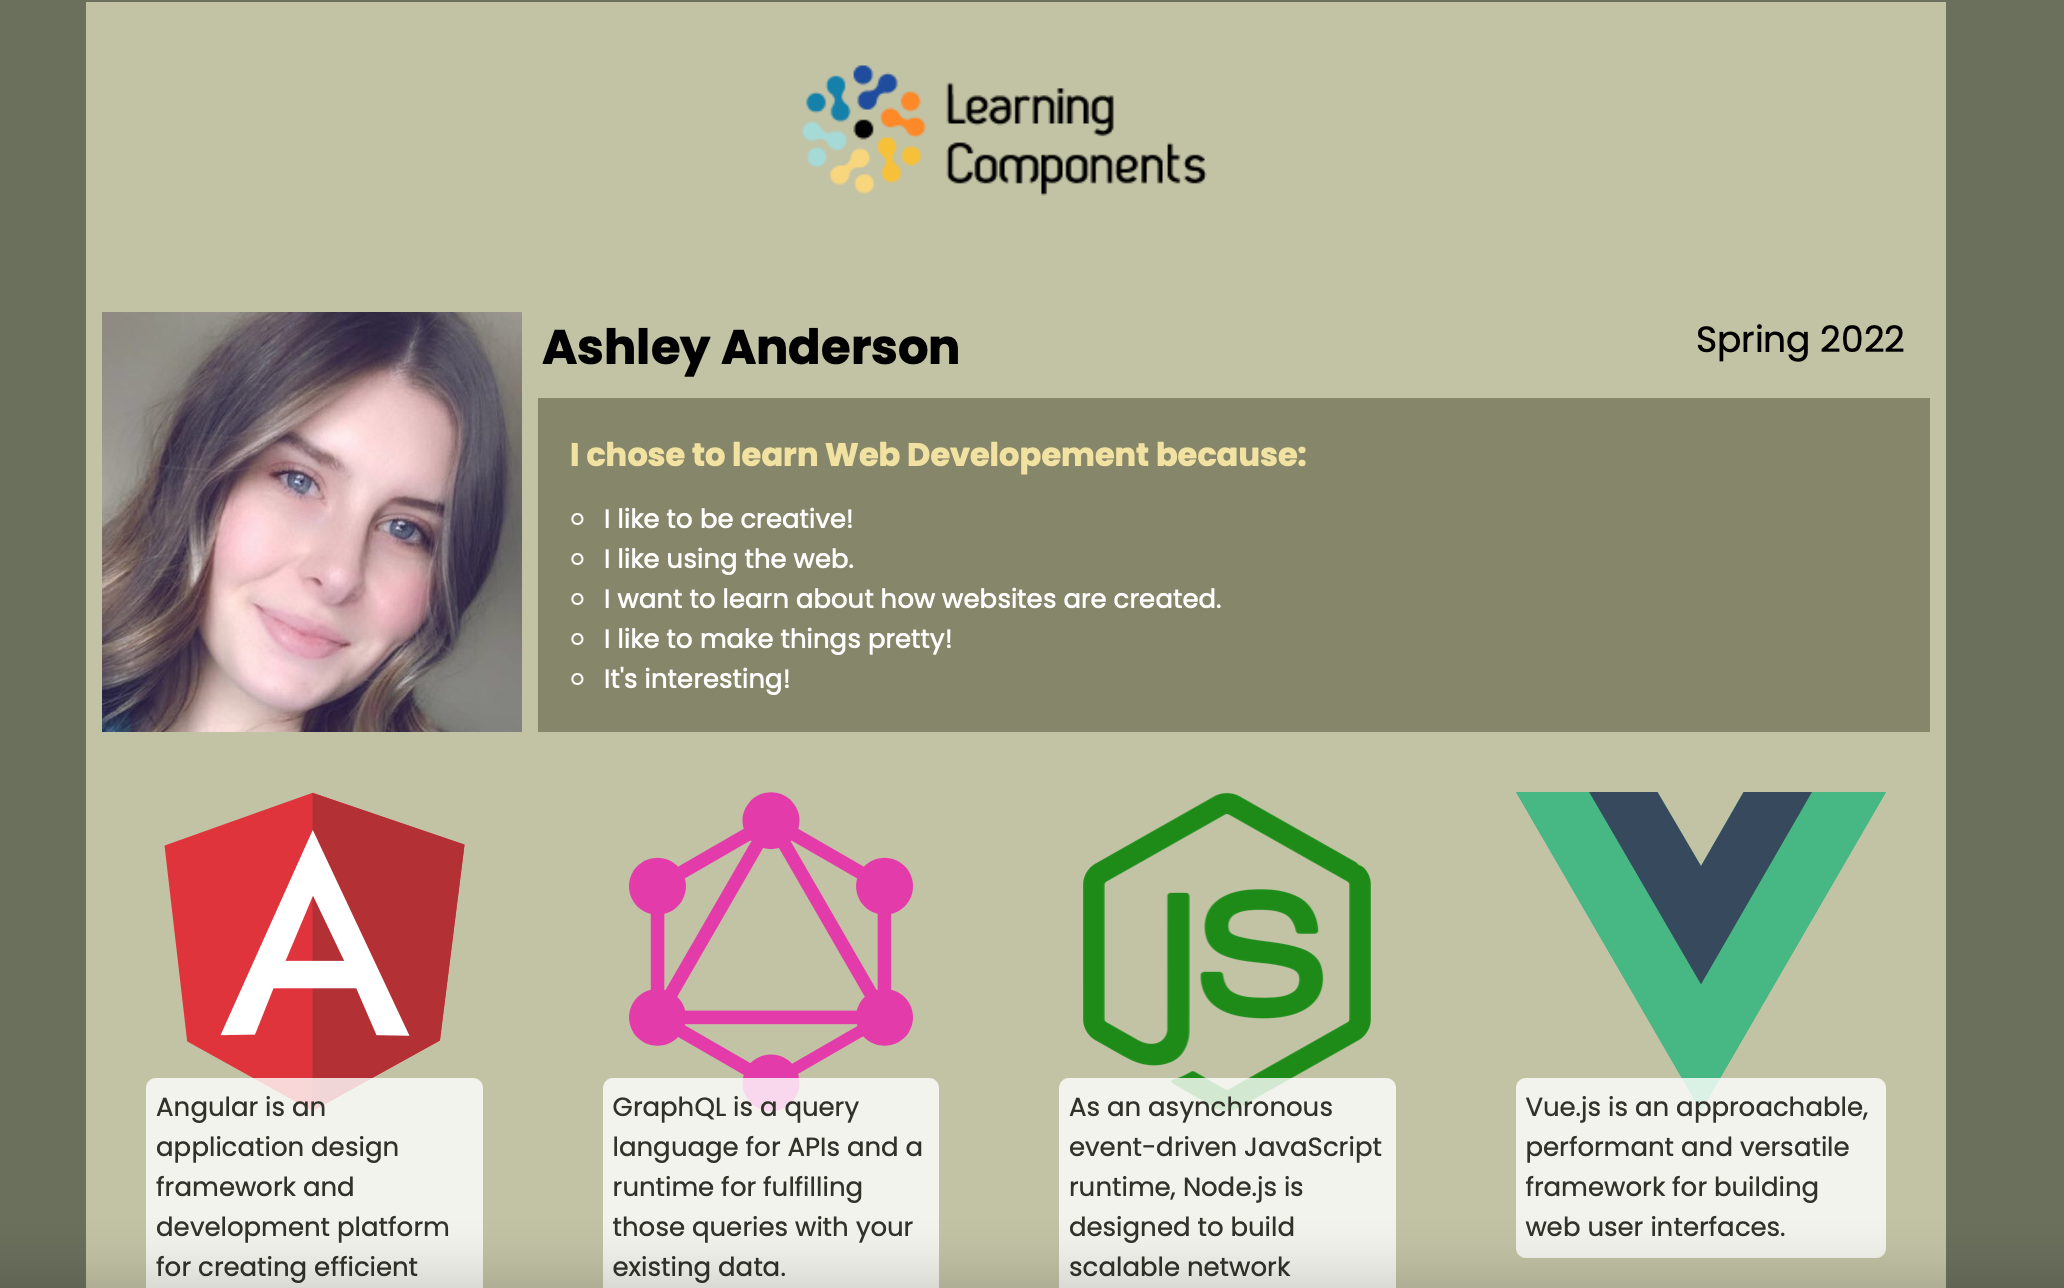 Learning
Components
Ashley Anderson
Spring 2022
I chose to learn Web Developement because:
I like to be creative!
I like using the web.
I want to learn about how websites are created.
I like to make things pretty!
It's interesting!
A
JS
Angular is an
application design
framework and
development platform
for creating efficient
GraphQL is a query
language for APIs and a
runtime for fulfilling
those queries with your
existing data.
As an asynchronous
event-driven JavaScript
runtime, Node.js is
designed to build
scalable network
Vue.js is an approachable,
performant and versatile
framework for building
web user interfaces.